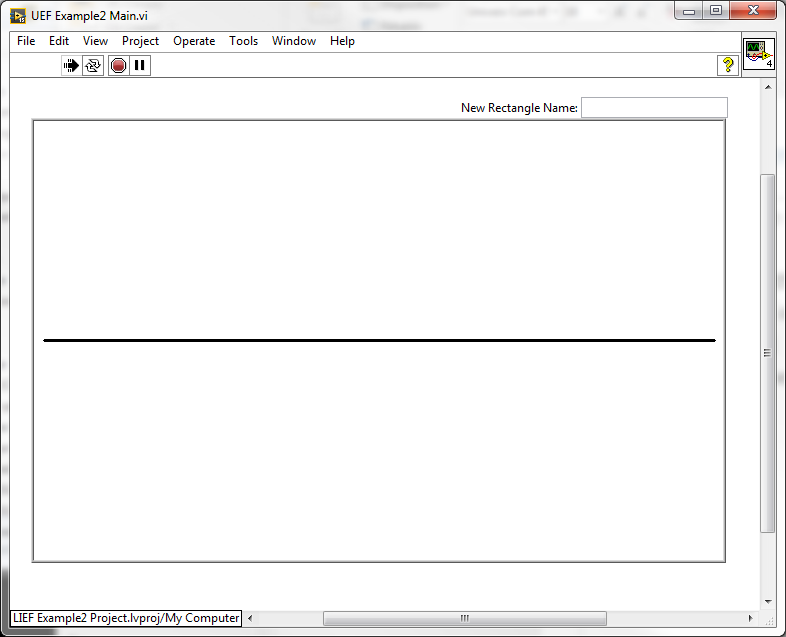 UEF Example2 Main.vi
File Edit View Project Operate Tools Window Help
?
4
New Rectangle Name:
LIEF Example2 Project.lvproj/My Computer